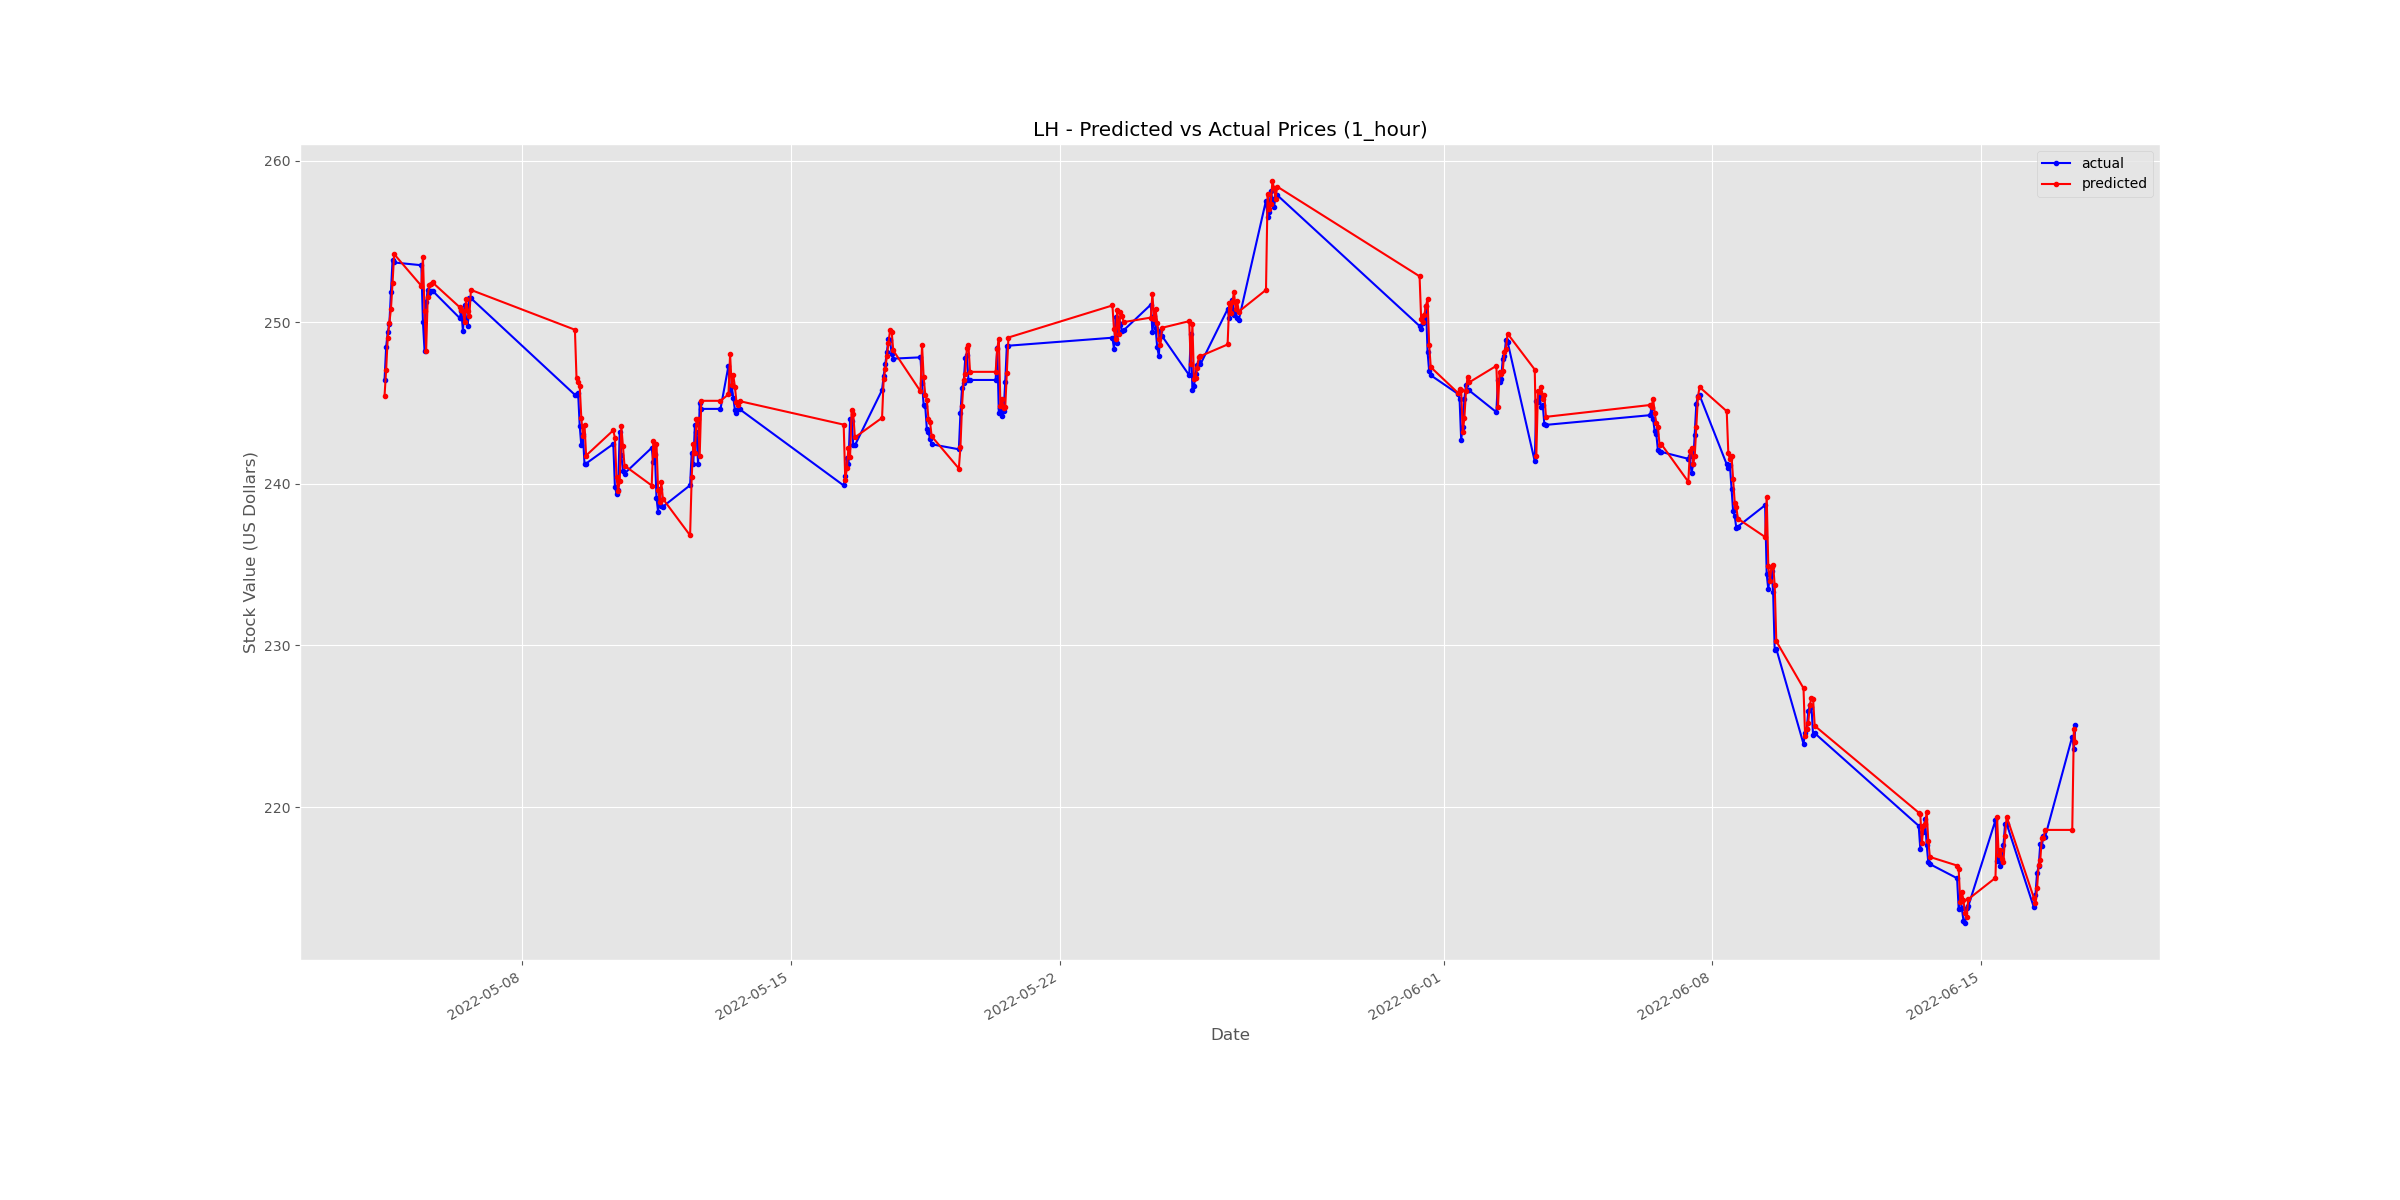 LH - Predicted vs Actual Prices (1_hour)
260
250
240
230
220
Stock Value (US Dollars)
actual
predicted
2022-05-08
2022-05-15
2022-05-22
2022-06-01
2022-06-08
2022-06-15
Date